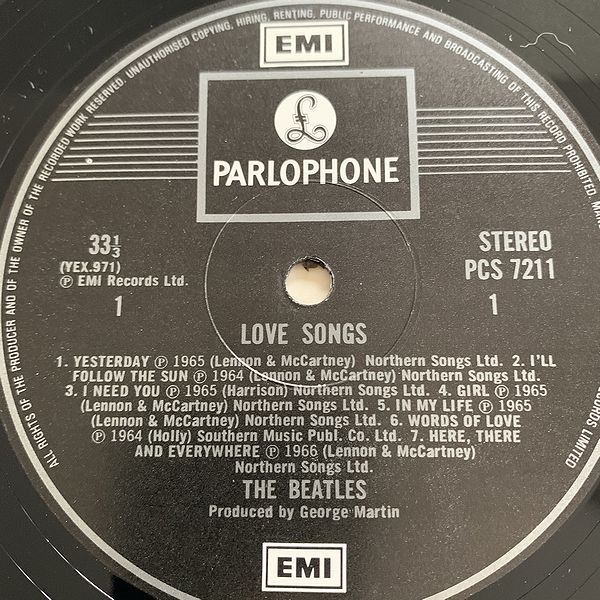 EMI
ALL RIGHTS OF THE PRODUCER AND OF THE OWNER OF THE RECORDED WORK RESERVED. UNAUTHORISED COPYING, HIRING, RENTING, PUBLIC PERFORMANCE AND BROADCASTING OF THIS RECORD PROHIBITED. MAN
RECORDS LIMITED
£
PARLOPHONE
33⅓
(YEX.971)
℗ EMI Records Ltd.
1
STEREO
PCS 7211
1
LOVE SONGS
1. YESTERDAY ℗ 1965 (Lennon & McCartney) Northern Songs Ltd. 2. I'LL
FOLLOW THE SUN ℗ 1964 (Lennon & McCartney) Northern Songs Ltd.
3. I NEED YOU ℗ 1965 (Harrison) Northern Songs Ltd. 4. GIRL ℗ 1965
(Lennon & McCartney) Northern Songs Ltd. 5. IN MY LIFE ℗ 1965
(Lennon & McCartney) Northern Songs Ltd. 6. WORDS OF LOVE
℗ 1964 (Holly) Southern Music Publ. Co. Ltd. 7. HERE, THERE
AND EVERYWHERE ℗ 1966 (Lennon & McCartney)
Northern Songs Ltd.
THE BEATLES
Produced by George Martin
EMI